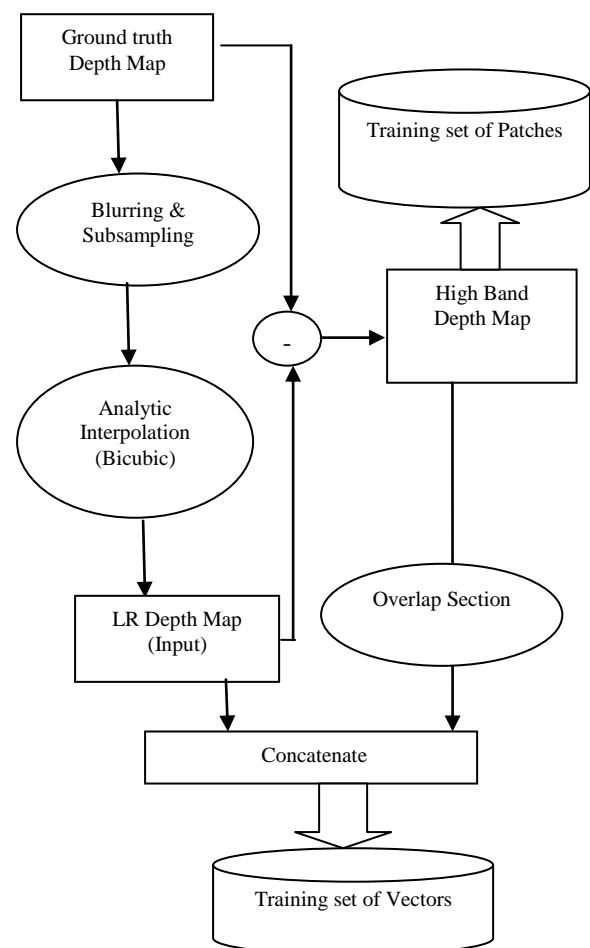 Ground truth
Depth Map
Training set of Patches
Blurring &
Subsampling
High Band
Depth Map
-
Analytic
Interpolation
(Bicubic)
Overlap Section
LR Depth Map
(Input)
Concatenate
Training set of Vectors